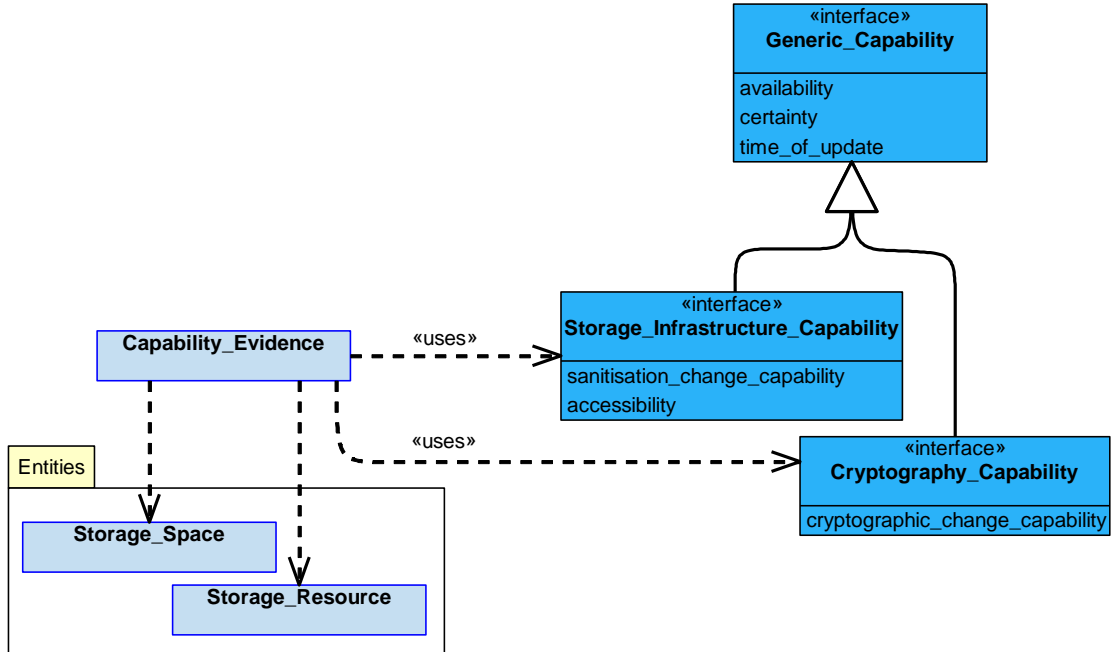 «interface»
Generic_Capability
availability
certainty
time_of_update
«interface»
Storage_Infrastructure_Capability
sanitisation_change_capability
accessibility
«uses»
Capability_Evidence
«uses»
«interface»
Cryptography_Capability
cryptographic_change_capability
Entities
Storage_Space
Storage_Resource